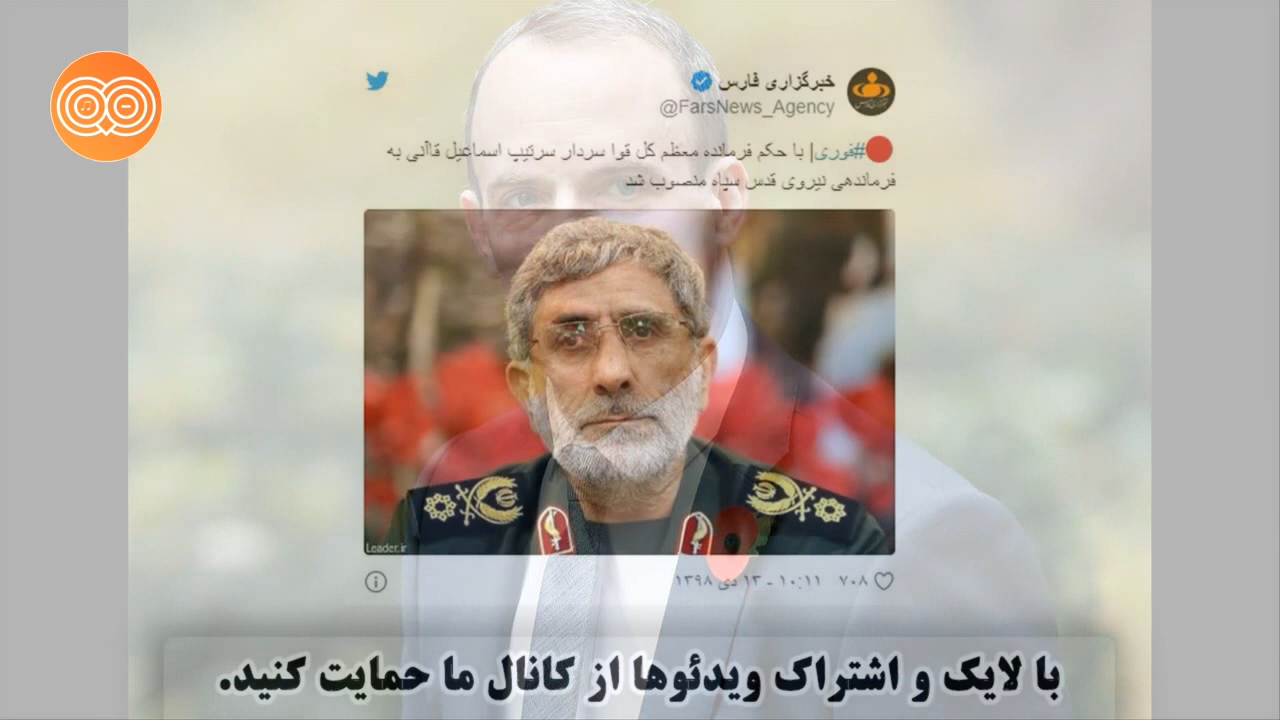 خبرگزاری فارس
@FarsNews_Agency
#فوری| با حکم فرمانده معظم کل قوا سردار سرتیپ اسماعیل قاآنی به
فرماندهی نیروی قدس سپاه منصوب شد
Leader.ir
۷۰۸ ۱۰:۱۱ - ۱۳ دی ۱۳۹۸
با لایک و اشتراک ویدئوها از کانال ما حمایت کنید.